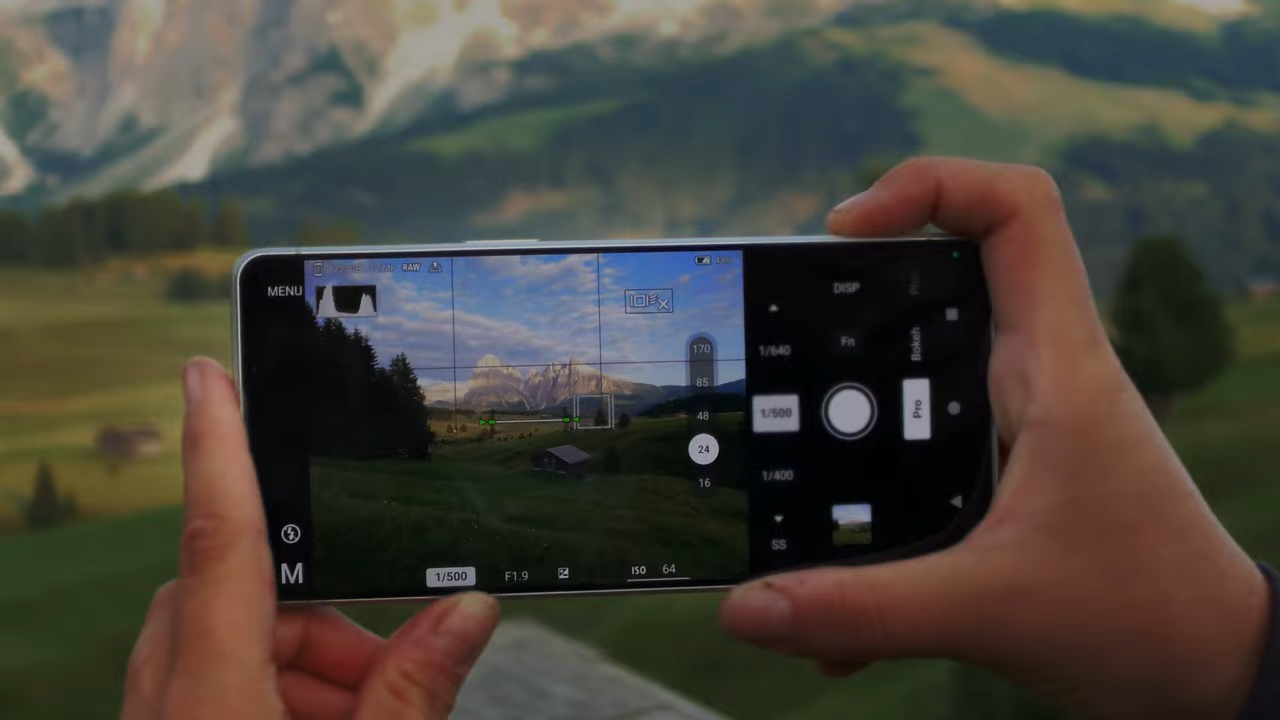 RAW
MENU
170
85
48
24
16
DISP
1/640
Fn
Bokeh
1/500
Pro
1/400
SS
M
1/500
F1.9
ISO 64